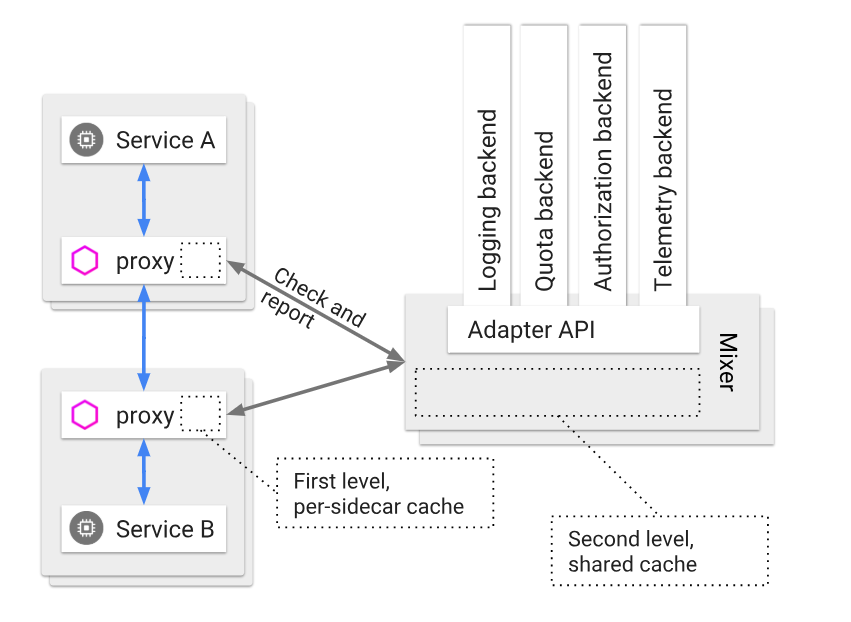 Service A
proxy
Check and
report
proxy
Service B
First level,
per-sidecar cache
Logging backend
Quota backend
Authorization backend
Telemetry backend
Adapter API
Mixer
Second level,
shared cache